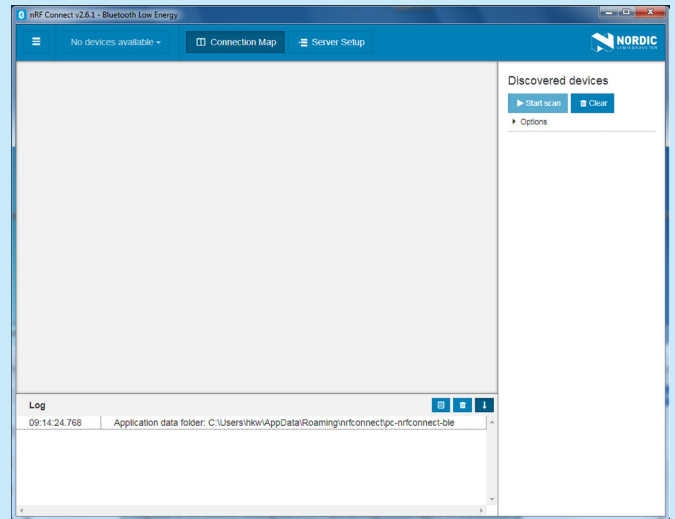 nRF Connect v2.6.1 - Bluetooth Low Energy
No devices available
Connection Map
Server Setup
NORDIC
SEMICONDUCTOR
Discovered devices
Start scan
Clear
Options
Log
09:14:24.768 Application data folder: C:\Users\hkw\AppData\Roaming\nrfconnect\pc-nrfconnect-ble